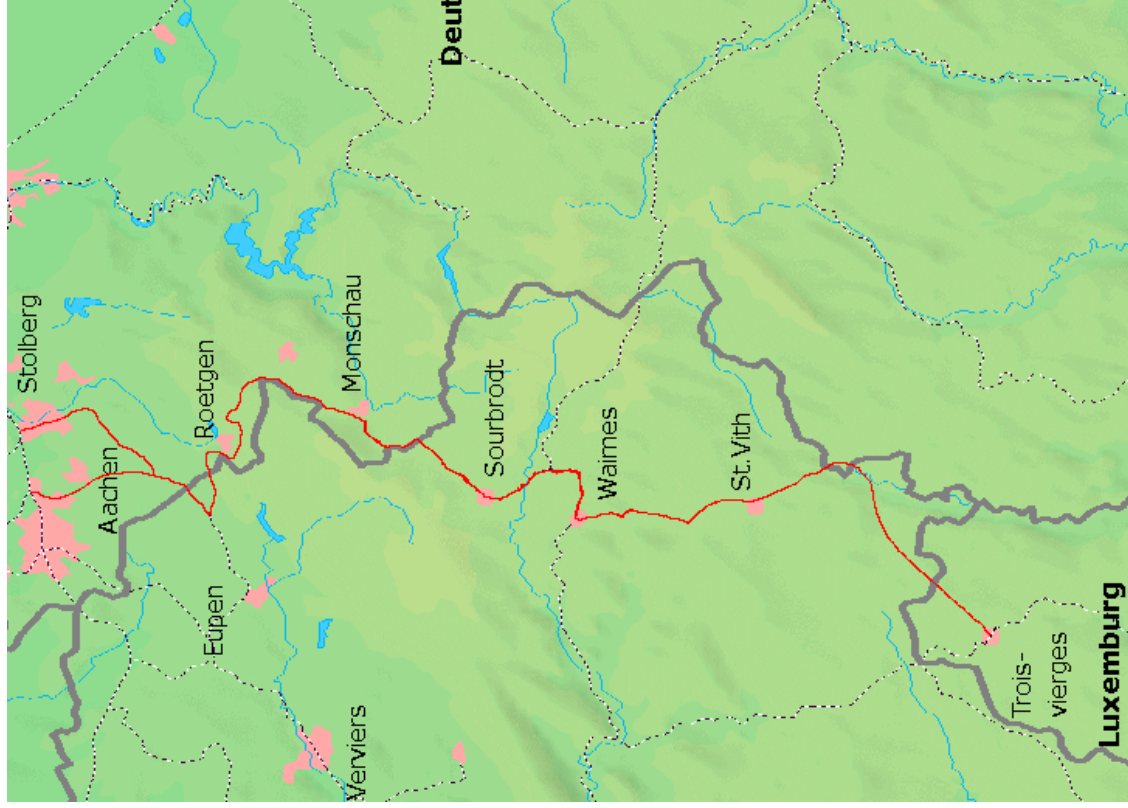 Stolberg
Aachen
Roetgen
Eupen
Monschau
Verviers
Deut
Sourbrodt
Waimes
St.Vith
Trois-
vierges
Luxemburg